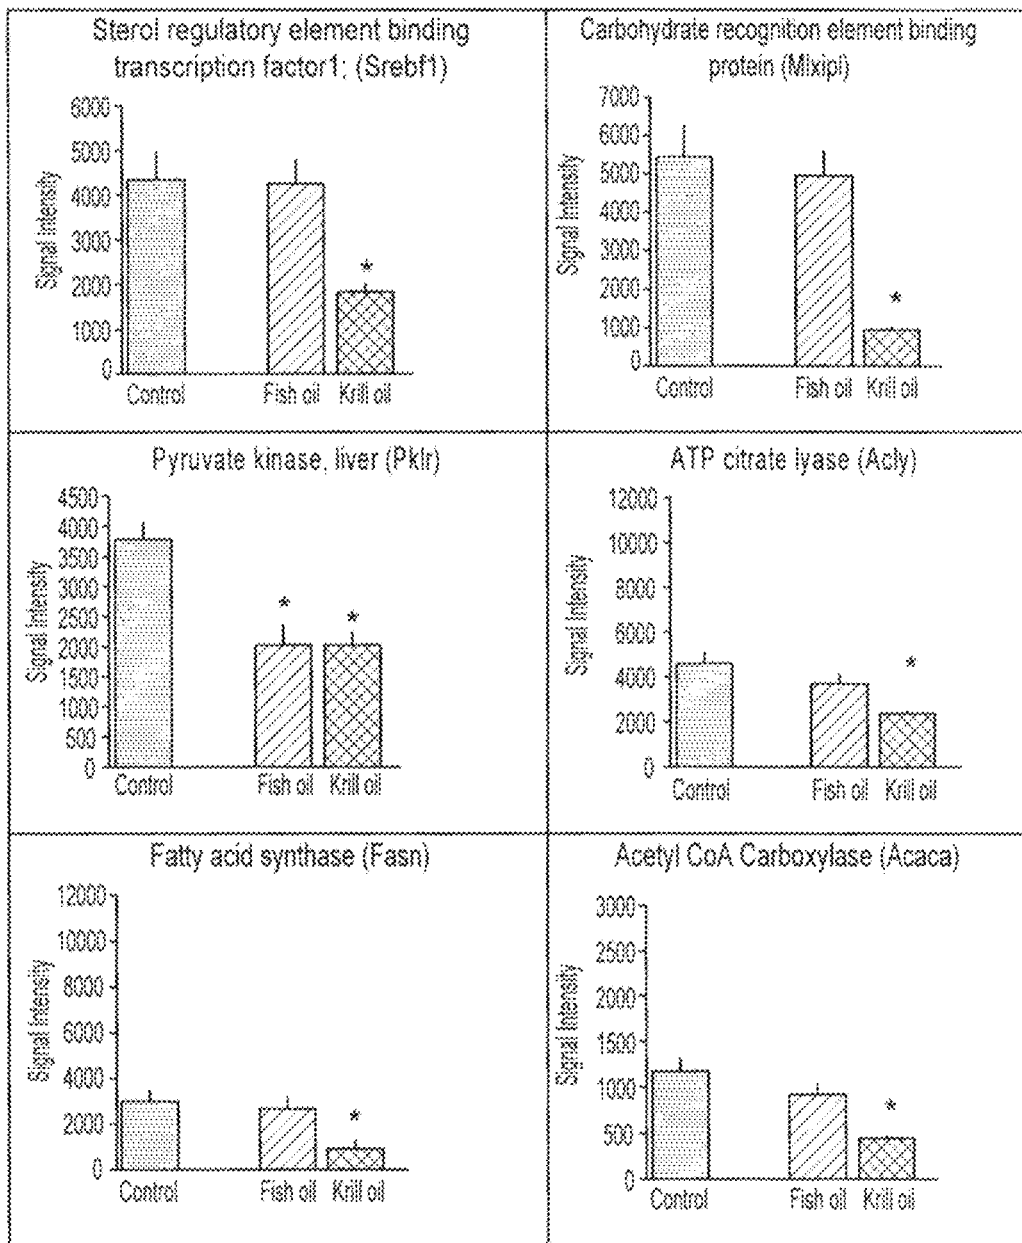 Sterol regulatory element binding
transcription factor1; (Srebf1)
6000
5000
4000
3000
2000
1000
0
Signal Intensity
*
Control
Fish oil
Krill oil
Carbohydrate recognition element binding
protein (Mlxipl)
7000
6000
5000
4000
3000
2000
1000
0
Signal Intensity
*
Control
Fish oil
Krill oil
Pyruvate kinase, liver (Pklr)
4500
4000
3500
3000
2500
2000
1500
1000
500
0
Signal Intensity
*
*
Control
Fish oil
Krill oil
ATP citrate lyase (Acly)
12000
10000
8000
6000
4000
2000
0
Signal Intensity
*
Control
Fish oil
Krill oil
Fatty acid synthase (Fasn)
12000
10000
8000
6000
4000
2000
0
Signal Intensity
*
Control
Fish oil
Krill oil
Acetyl CoA Carboxylase (Acaca)
3000
2500
2000
1500
1000
500
0
Signal Intensity
*
Control
Fish oil
Krill oil